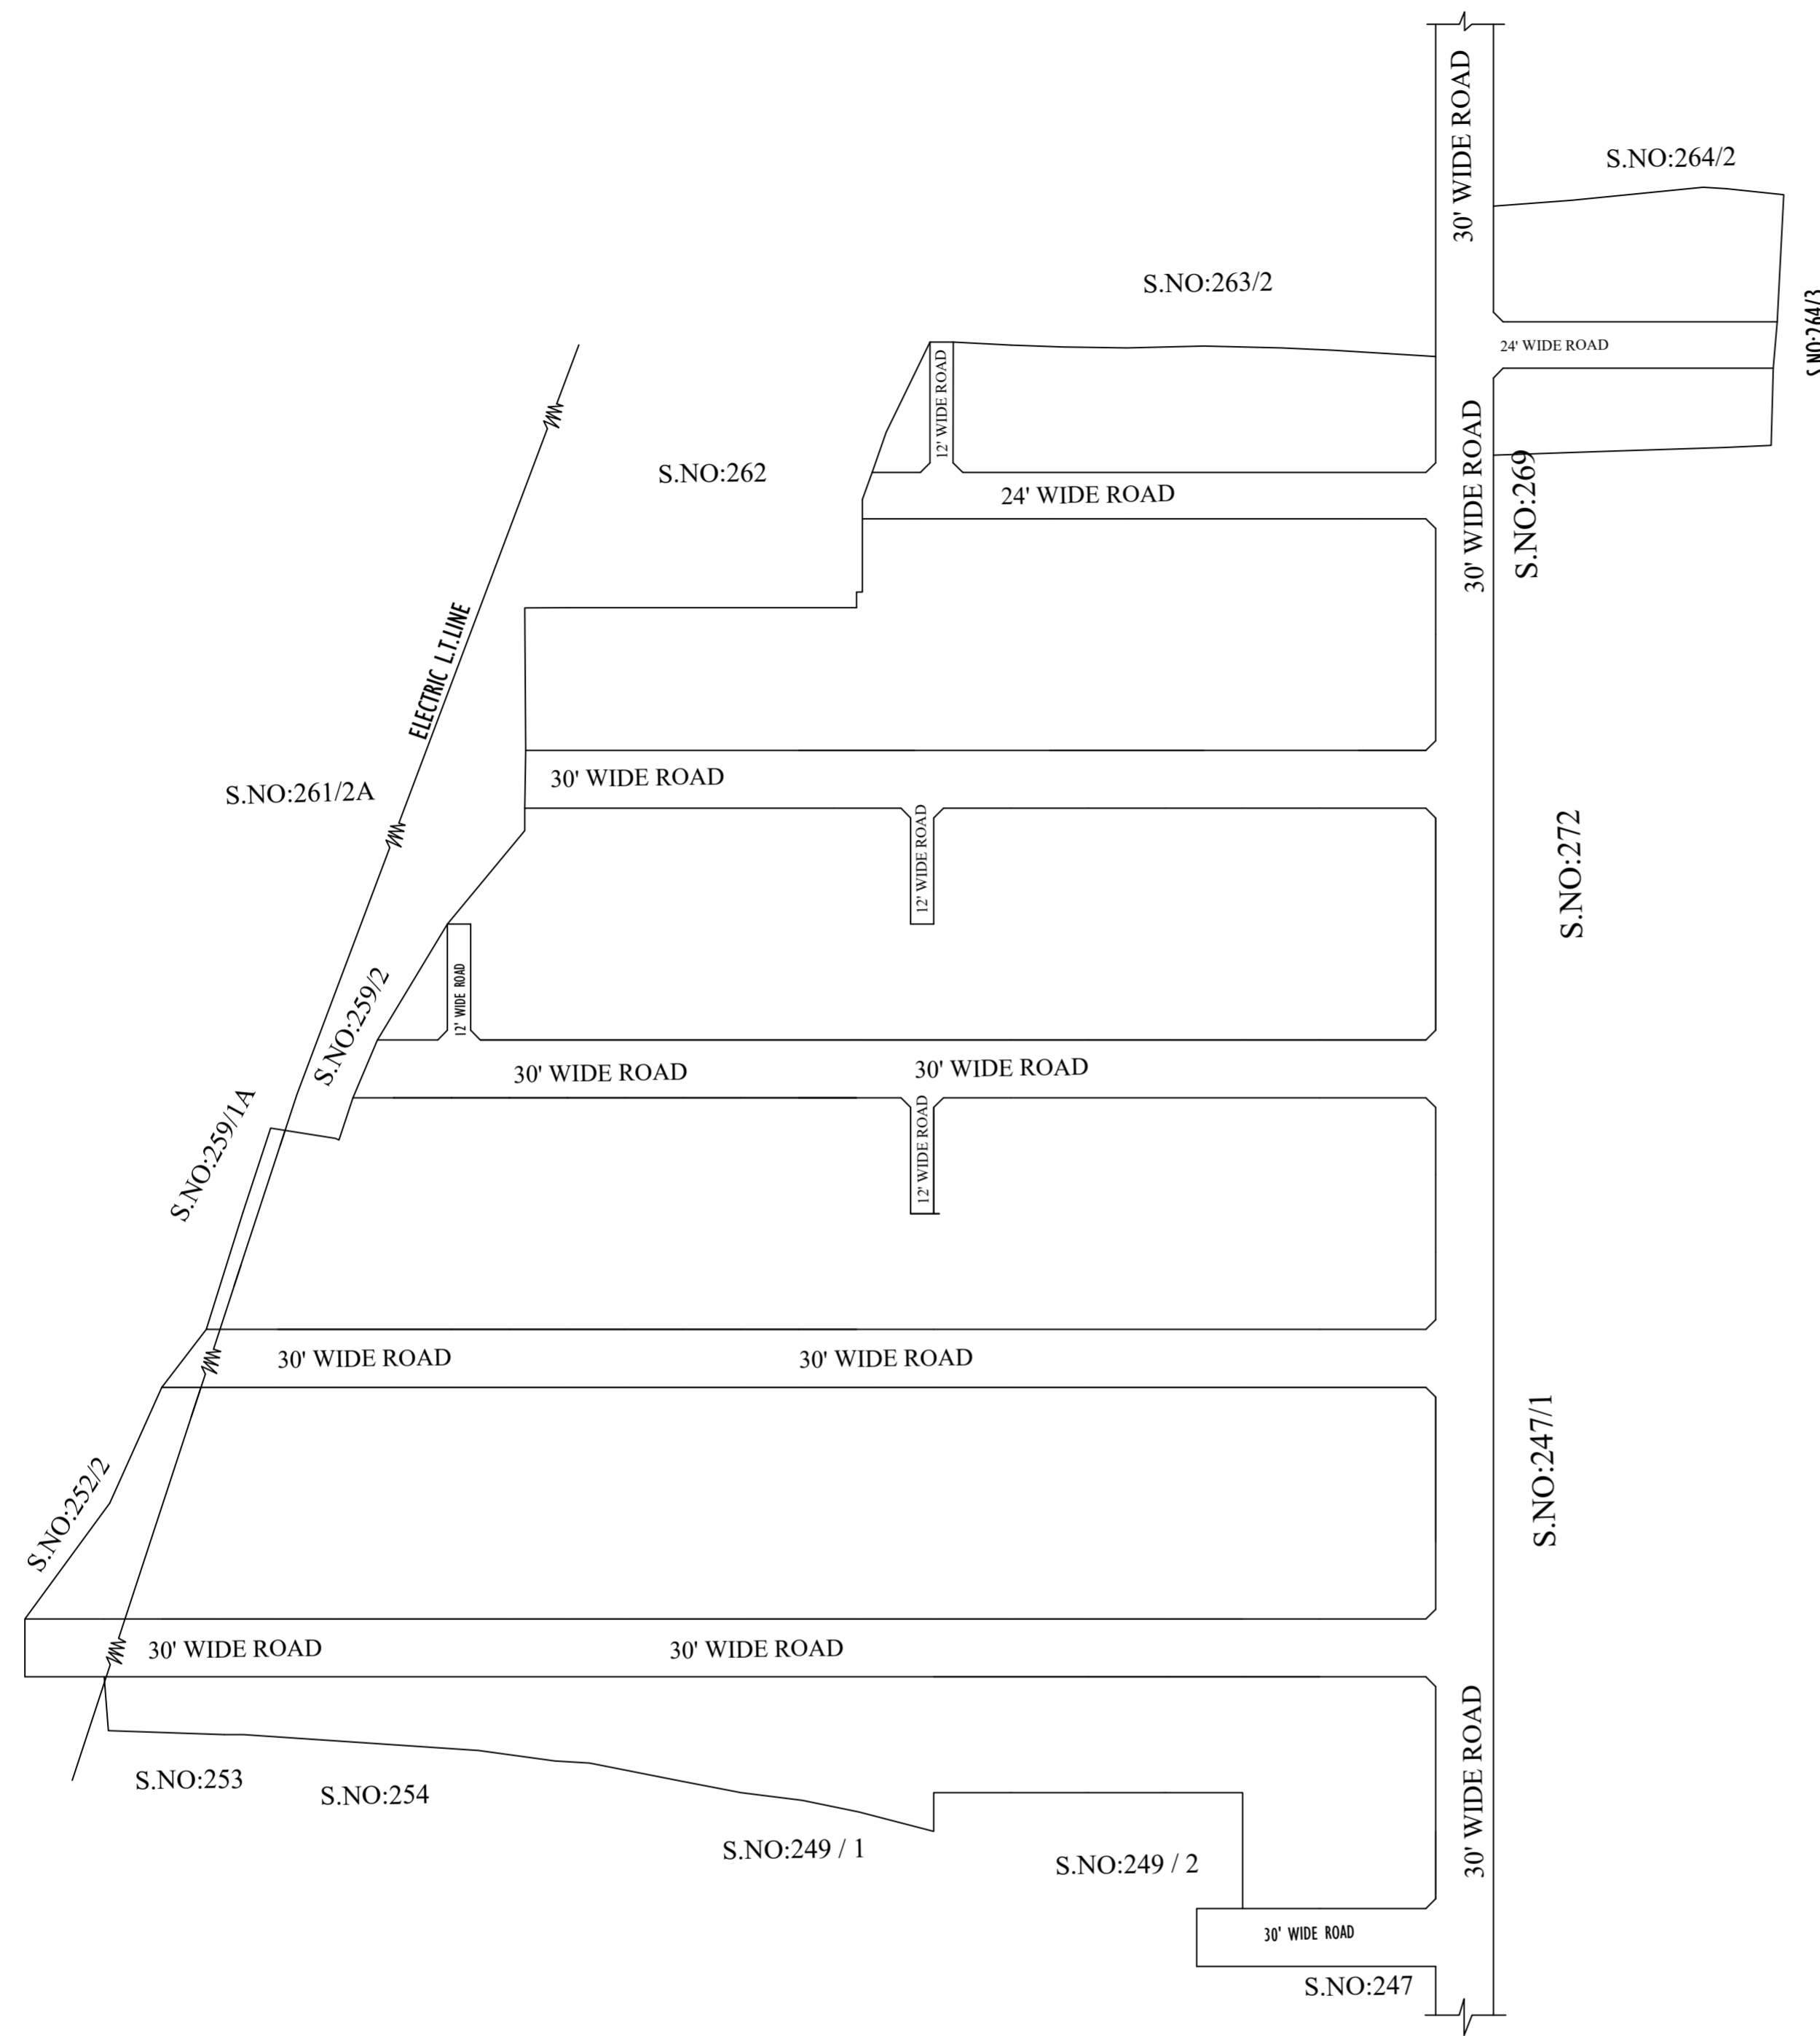 30' WIDE ROAD
S.NO:264/2
S.NO:263/2
S.NO:264/3
24' WIDE ROAD
12' WIDE ROAD
S.NO:262
24' WIDE ROAD
30' WIDE ROAD
S.NO:269
ELECTRIC L.T.LINE
S.NO:261/2A
30' WIDE ROAD
12' WIDE ROAD
S.NO:272
12' WIDE ROAD
S.NO:259/2
30' WIDE ROAD
30' WIDE ROAD
S.NO:259/1A
12' WIDE ROAD
30' WIDE ROAD
30' WIDE ROAD
S.NO:247/1
S.NO:252/2
30' WIDE ROAD
30' WIDE ROAD
30' WIDE ROAD
S.NO:253
S.NO:254
S.NO:249 / 1
S.NO:249 / 2
30' WIDE ROAD
S.NO:247